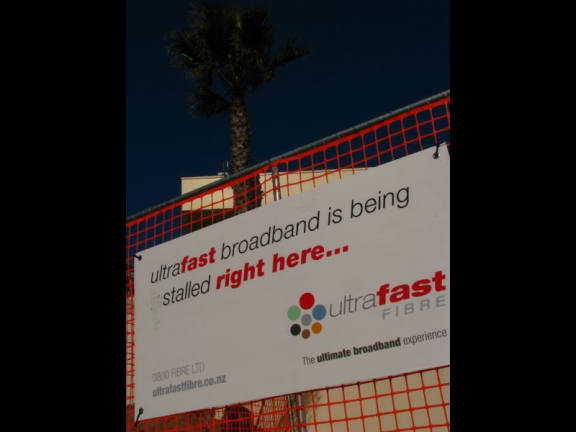 ultrafast broadband is being
stalled right here...
ultrafast
FIBRE
The ultimate broadband experience
0800 FIBRE LTD
ultrafastfibre.co.nz